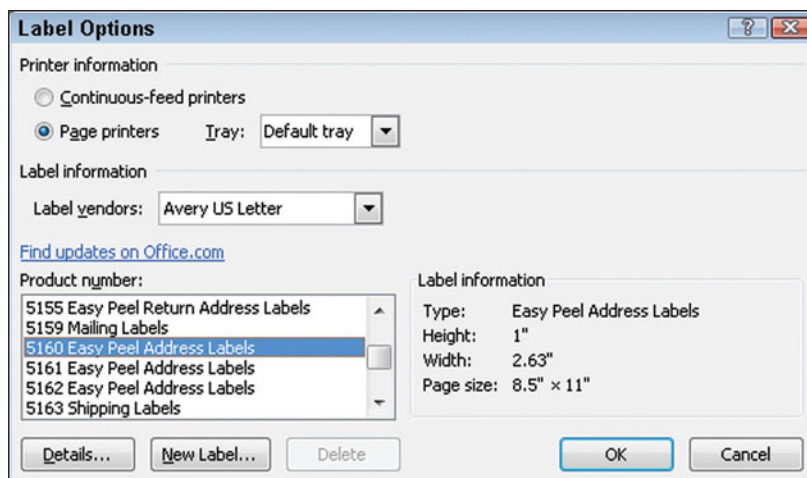 Label Options
Printer information
Continuous-feed printers
Page printers Tray: Default tray
Label information
Label vendors: Avery US Letter
Find updates on Office.com
Product number:
5155 Easy Peel Return Address Labels
5159 Mailing Labels
5160 Easy Peel Address Labels
5161 Easy Peel Address Labels
5162 Easy Peel Address Labels
5163 Shipping Labels
Label information
Type: Easy Peel Address Labels
Height: 1"
Width: 2.63"
Page size: 8.5" × 11"
Details... New Label... Delete OK Cancel